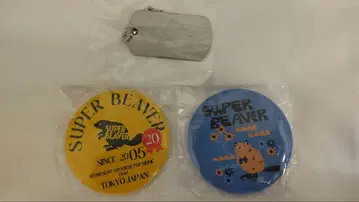 SUPER BEAVER
SUPER
BEAVER
20
SINCE 2005
TOKYO JAPAN
SUPER
BEAVER